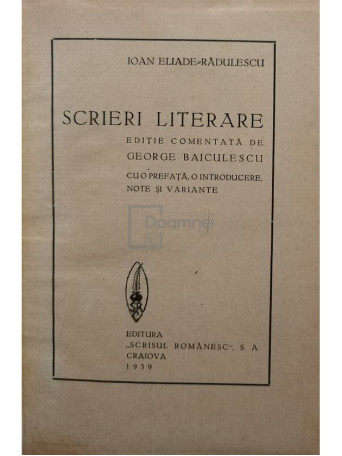 IOAN ELIADE-RĂDULESCU
SCRIERI LITERARE
EDIȚIE COMENTATĂ DE
GEORGE BAICULESCU
CU O PREFAȚĂ, O INTRODUCERE,
NOTE ȘI VARIANTE
Doamnei
EDITURA
„SCRISUL ROMÂNESC", S. A.
CRAIOVA
1939